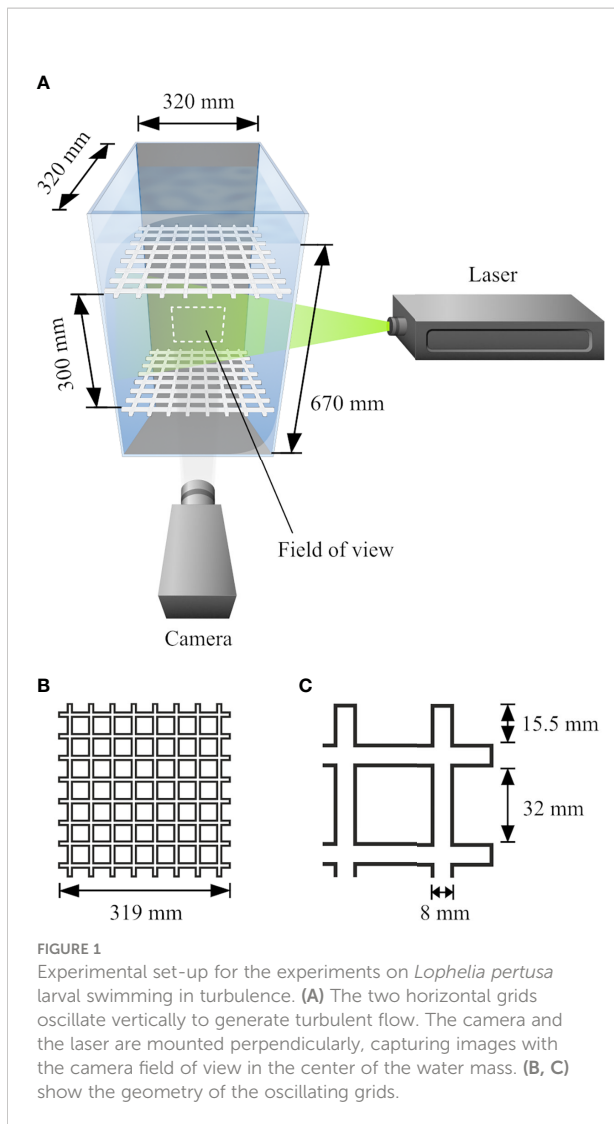 A
320 mm
320 mm
Laser
300 mm
670 mm
Field of view
Camera
B
C
15.5 mm
32 mm
319 mm
8 mm
FIGURE 1
Experimental set-up for the experiments on Lophelia pertusa
larval swimming in turbulence. (A) The two horizontal grids
oscillate vertically to generate turbulent flow. The camera and
the laser are mounted perpendicularly, capturing images with
the camera field of view in the center of the water mass. (B, C)
show the geometry of the oscillating grids.